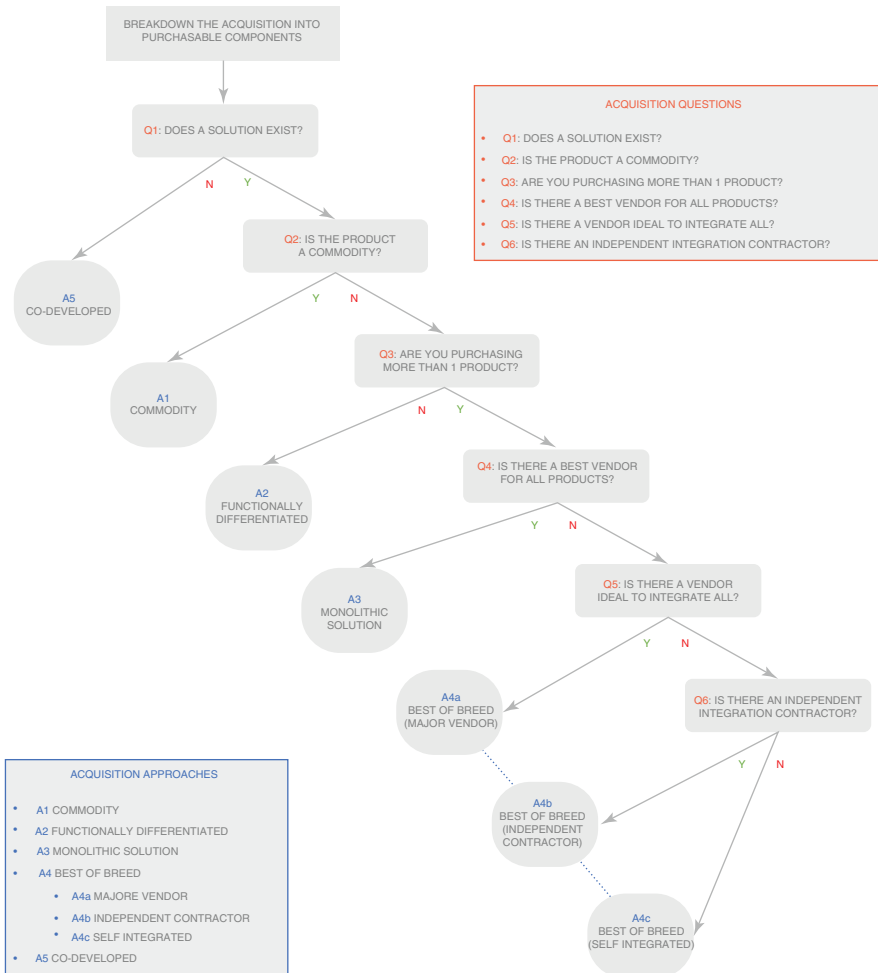 BREAKDOWN THE ACQUISITION INTO
PURCHASABLE COMPONENTS
Q1: DOES A SOLUTION EXIST?
N
Y
ACQUISITION QUESTIONS
• Q1: DOES A SOLUTION EXIST?
• Q2: IS THE PRODUCT A COMMODITY?
• Q3: ARE YOU PURCHASING MORE THAN 1 PRODUCT?
• Q4: IS THERE A BEST VENDOR FOR ALL PRODUCTS?
• Q5: IS THERE A VENDOR IDEAL TO INTEGRATE ALL?
• Q6: IS THERE AN INDEPENDENT INTEGRATION CONTRACTOR?
Q2: IS THE PRODUCT
A COMMODITY?
A5
CO-DEVELOPED
Y
N
Q3: ARE YOU PURCHASING
MORE THAN 1 PRODUCT?
A1
COMMODITY
N
Y
Q4: IS THERE A BEST VENDOR
FOR ALL PRODUCTS?
A2
FUNCTIONALLY
DIFFERENTIATED
Y
N
Q5: IS THERE A VENDOR
IDEAL TO INTEGRATE ALL?
A3
MONOLITHIC
SOLUTION
Y
N
A4a
BEST OF BREED
(MAJOR VENDOR)
Q6: IS THERE AN INDEPENDENT
INTEGRATION CONTRACTOR?
Y
N
A4b
BEST OF BREED
(INDEPENDENT
CONTRACTOR)
A4c
BEST OF BREED
(SELF INTEGRATED)
ACQUISITION APPROACHES
• A1 COMMODITY
• A2 FUNCTIONALLY DIFFERENTIATED
• A3 MONOLITHIC SOLUTION
• A4 BEST OF BREED
• A4a MAJORE VENDOR
• A4b INDEPENDENT CONTRACTOR
• A4c SELF INTEGRATED
• A5 CO-DEVELOPED